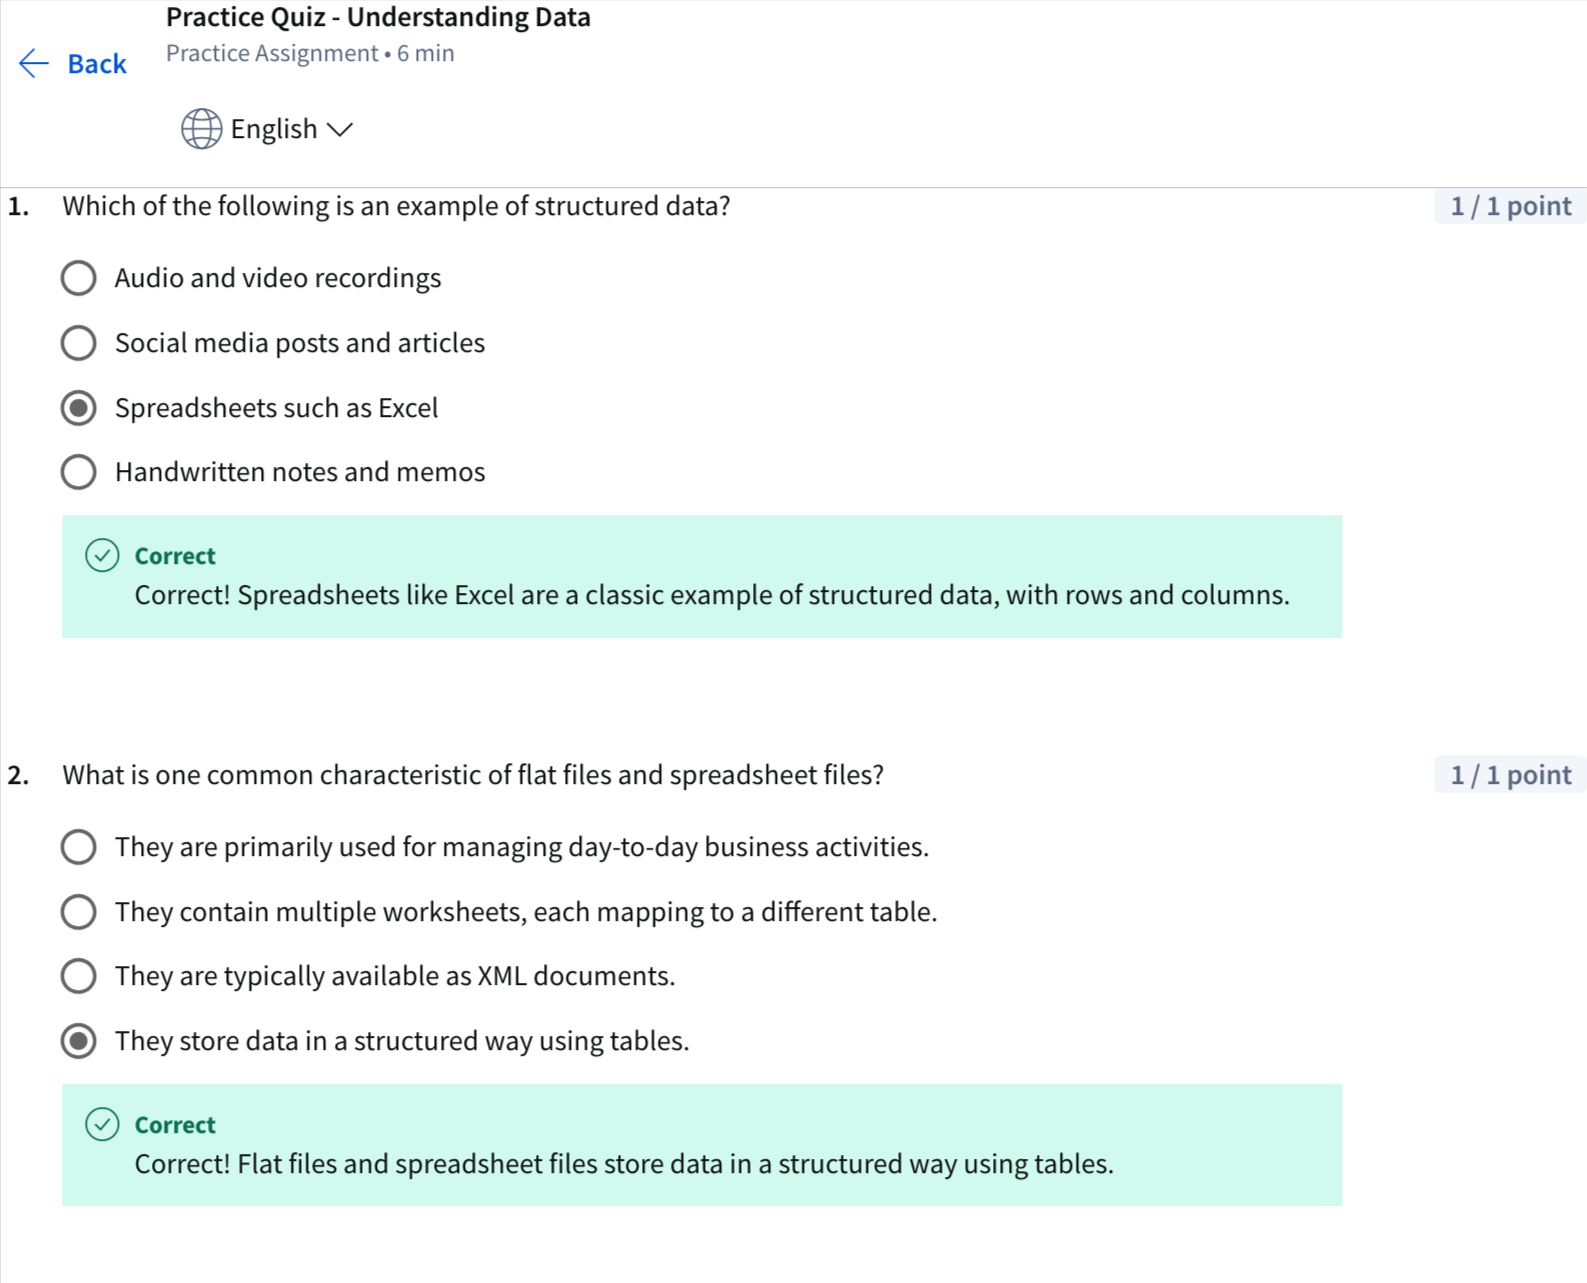 Practice Quiz - Understanding Data
Practice Assignment • 6 min
Back
English
1. Which of the following is an example of structured data?
1 / 1 point
Audio and video recordings
Social media posts and articles
Spreadsheets such as Excel
Handwritten notes and memos
Correct
Correct! Spreadsheets like Excel are a classic example of structured data, with rows and columns.
2. What is one common characteristic of flat files and spreadsheet files?
1 / 1 point
They are primarily used for managing day-to-day business activities.
They contain multiple worksheets, each mapping to a different table.
They are typically available as XML documents.
They store data in a structured way using tables.
Correct
Correct! Flat files and spreadsheet files store data in a structured way using tables.